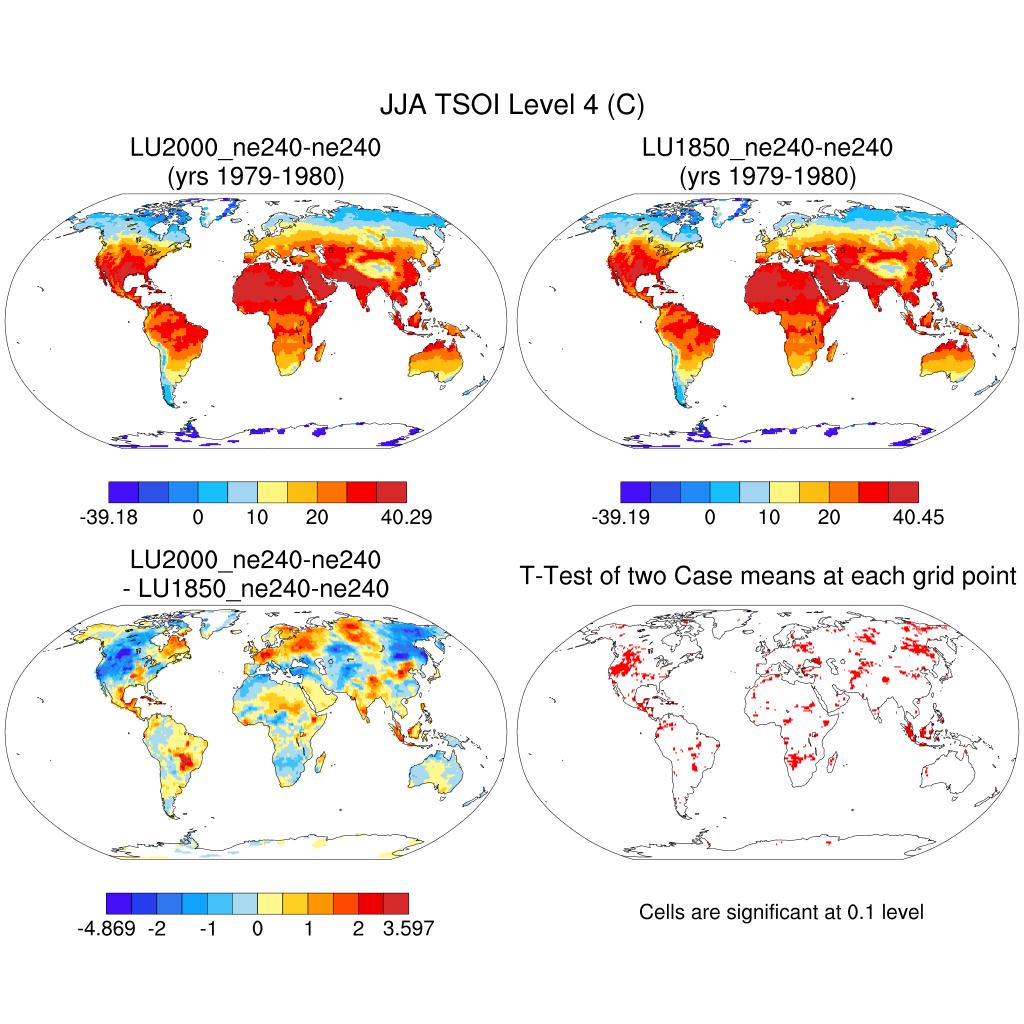 JJA TSOI Level 4 (C)
LU2000_ne240-ne240
(yrs 1979-1980)
LU1850_ne240-ne240
(yrs 1979-1980)
-39.18 0 10 20 40.29
-39.19 0 10 20 40.45
LU2000_ne240-ne240
- LU1850_ne240-ne240
T-Test of two Case means at each grid point
-4.869 -2 -1 0 1 2 3.597
Cells are significant at 0.1 level